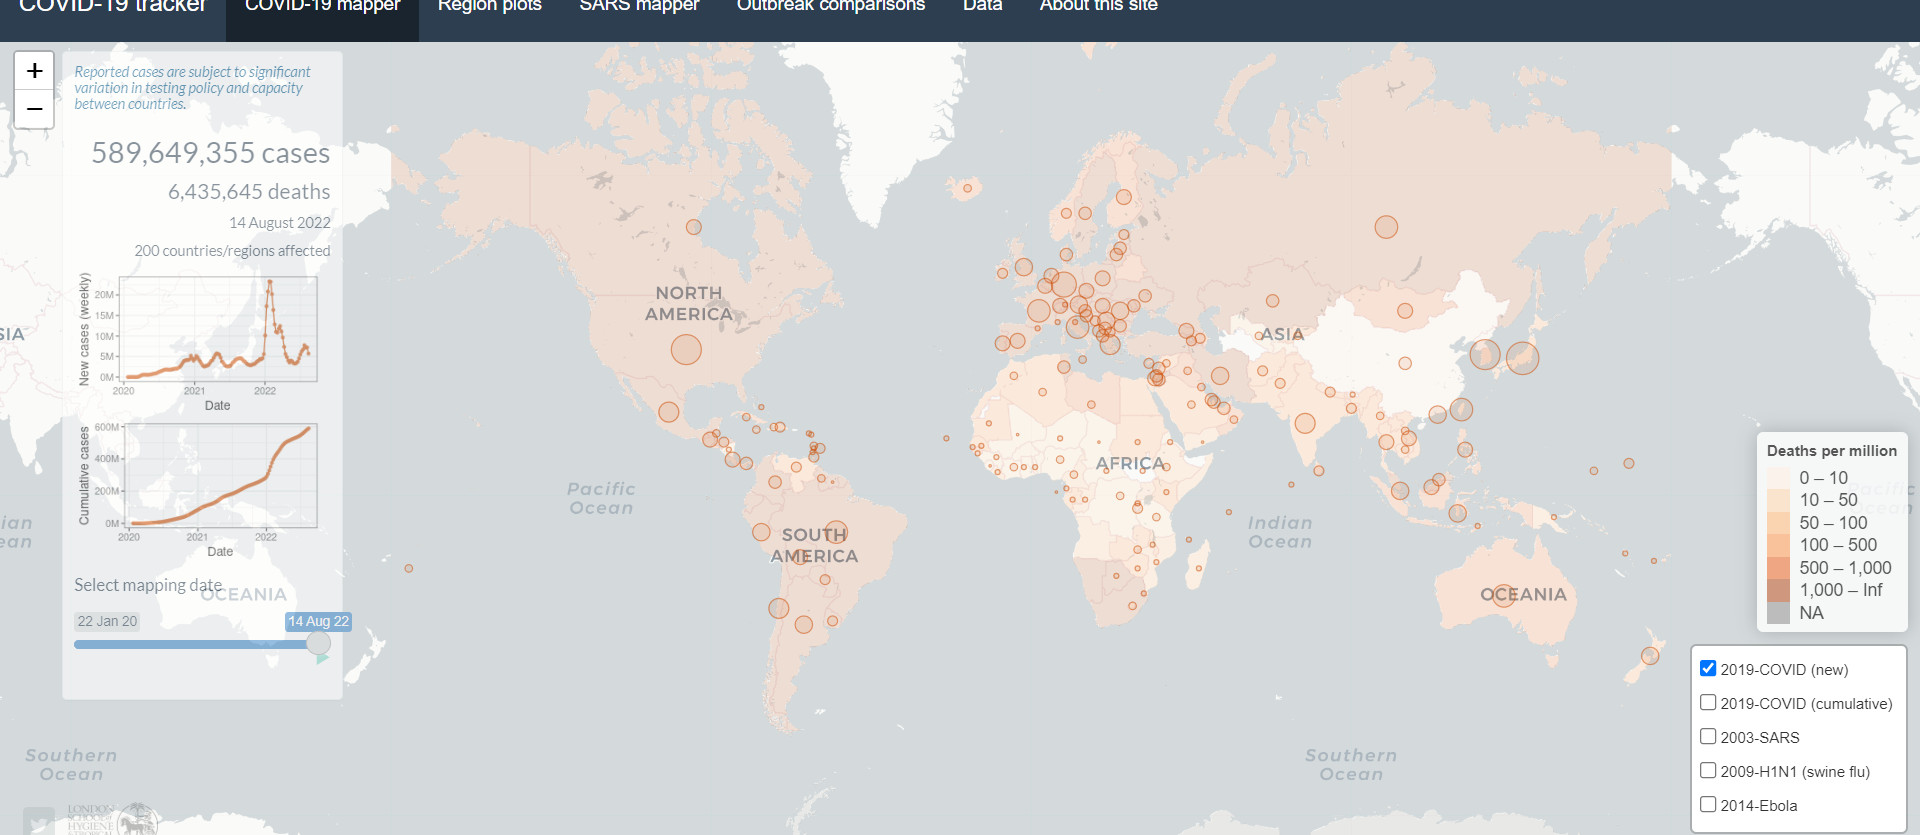 COVID-19 tracker
COVID-19 mapper
Region plots
SARS mapper
Outbreak comparisons
Data
About this site
+
−
Reported cases are subject to significant
variation in testing policy and capacity
between countries.
589,649,355 cases
6,435,645 deaths
14 August 2022
200 countries/regions affected
New cases (weekly)
20M
15M
10M
5M
0M
2020
2021
2022
Date
Cumulative cases
600M
400M
200M
0M
2020
2021
2022
Date
Select mapping date
22 Jan 20
14 Aug 22
NORTH
AMERICA
ASIA
AFRICA
SOUTH
AMERICA
OCEANIA
OCEANIA
Pacific
Ocean
Indian
Ocean
Southern
Ocean
Southern
Ocean
SIA
ian
ean
Pacific
Ocean
Deaths per million
0 – 10
10 – 50
50 – 100
100 – 500
500 – 1,000
1,000 – Inf
NA
2019-COVID (new)
2019-COVID (cumulative)
2003-SARS
2009-H1N1 (swine flu)
2014-Ebola
LONDON
SCHOOL of
HYGIENE